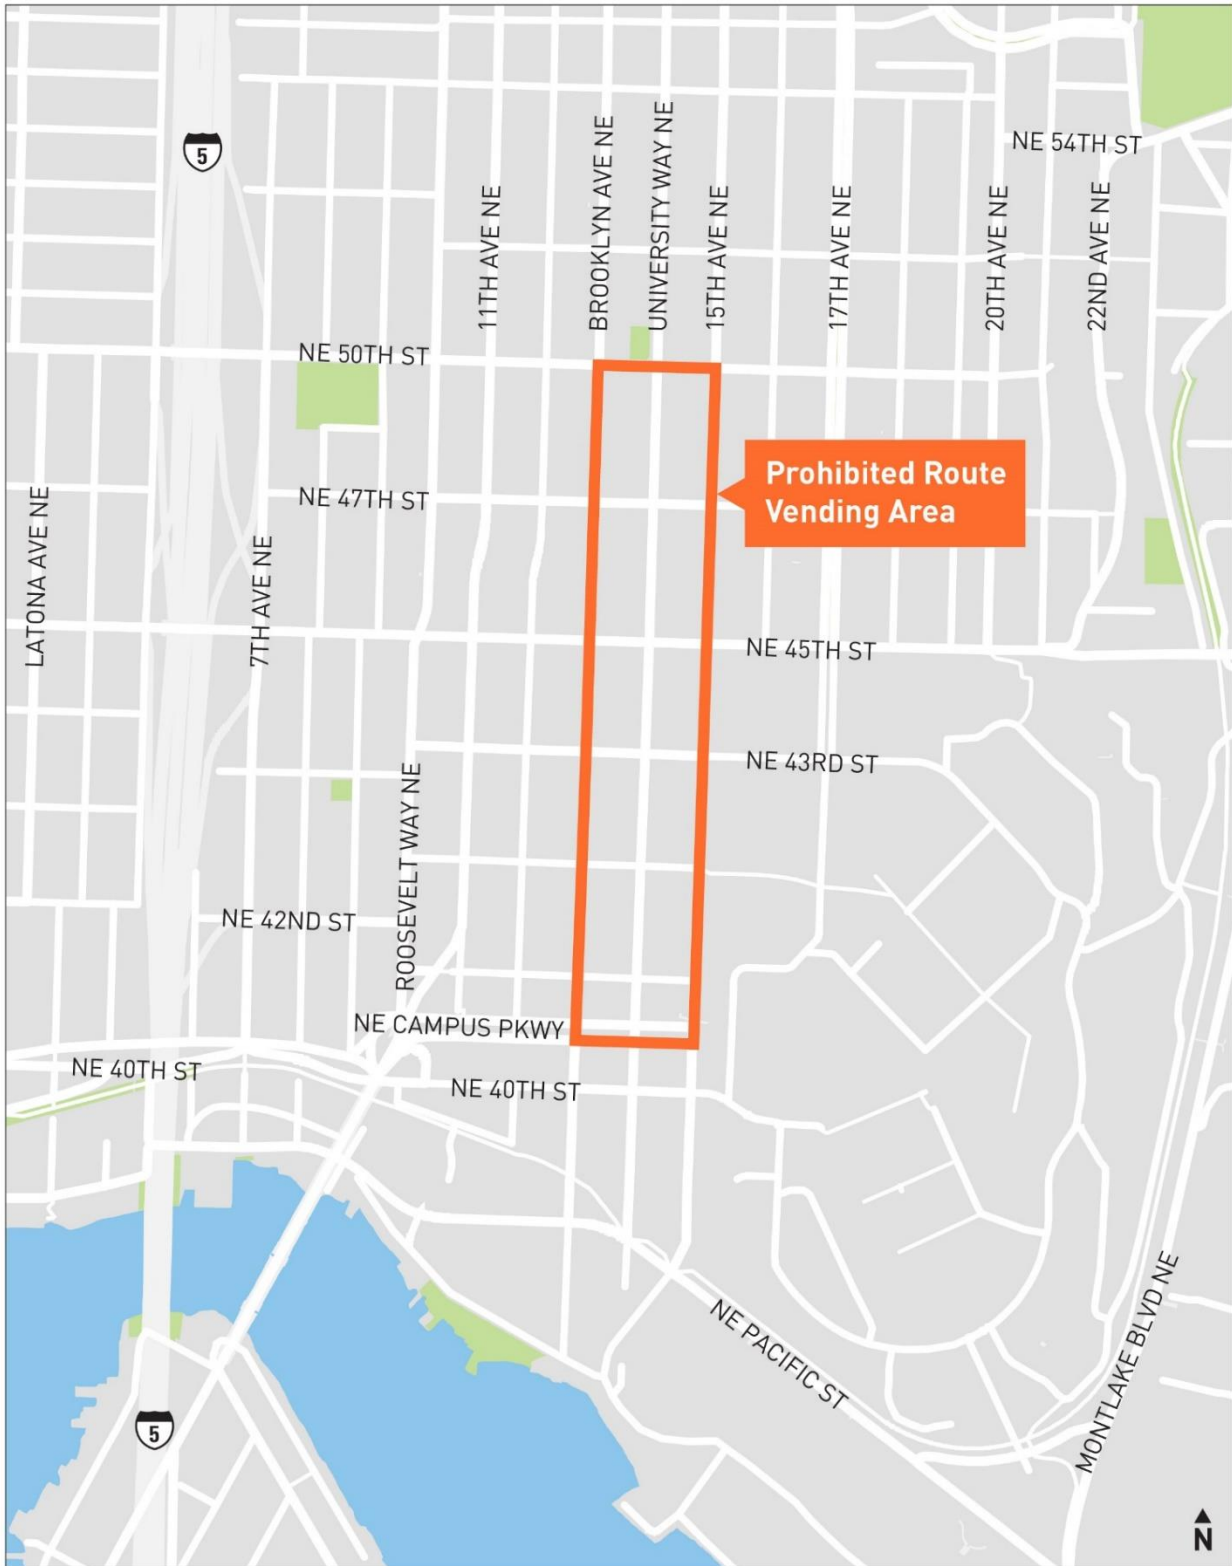 5
NE 54TH ST
11TH AVE NE
BROOKLYN AVE NE
UNIVERSITY WAY NE
15TH AVE NE
17TH AVE NE
20TH AVE NE
22ND AVE NE
NE 50TH ST
Prohibited Route
Vending Area
NE 47TH ST
LATONA AVE NE
7TH AVE NE
NE 45TH ST
NE 43RD ST
ROOSEVELT WAY NE
NE 42ND ST
NE CAMPUS PKWY
NE 40TH ST
NE 40TH ST
NE PACIFIC ST
MONTLAKE BLVD NE
5
N